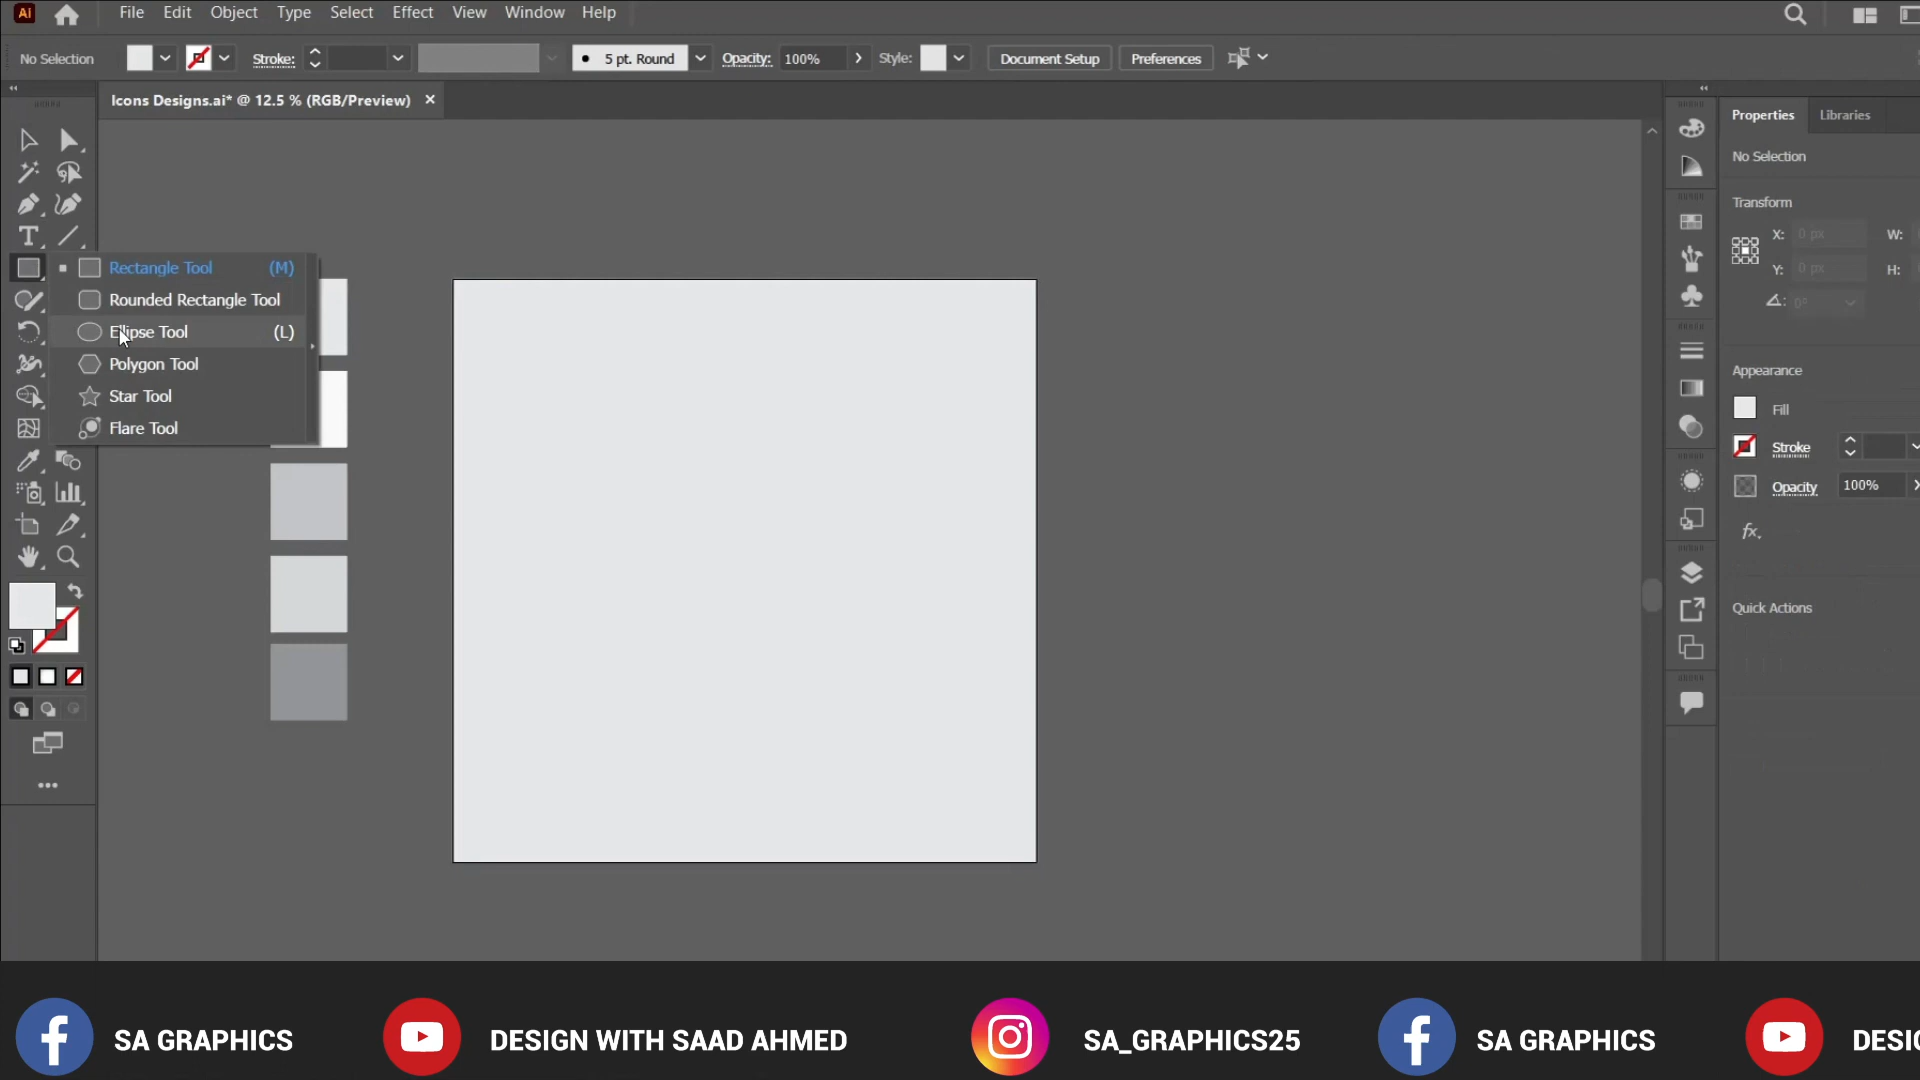 Ai File Edit Object Type Select Effect View Window Help
No Selection Stroke: 5 pt. Round Opacity: 100% Style: Document Setup Preferences
Icons Designs.ai* @ 12.5 % (RGB/Preview) ×
Rectangle Tool (M)
Rounded Rectangle Tool
Ellipse Tool (L)
Polygon Tool
Star Tool
Flare Tool
Properties Libraries
No Selection
Transform
X: 0 px W:
Y: 0 px H:
0°
Appearance
Fill
Stroke
Opacity 100%
fx.
Quick Actions
SA GRAPHICS DESIGN WITH SAAD AHMED SA_GRAPHICS25 SA GRAPHICS